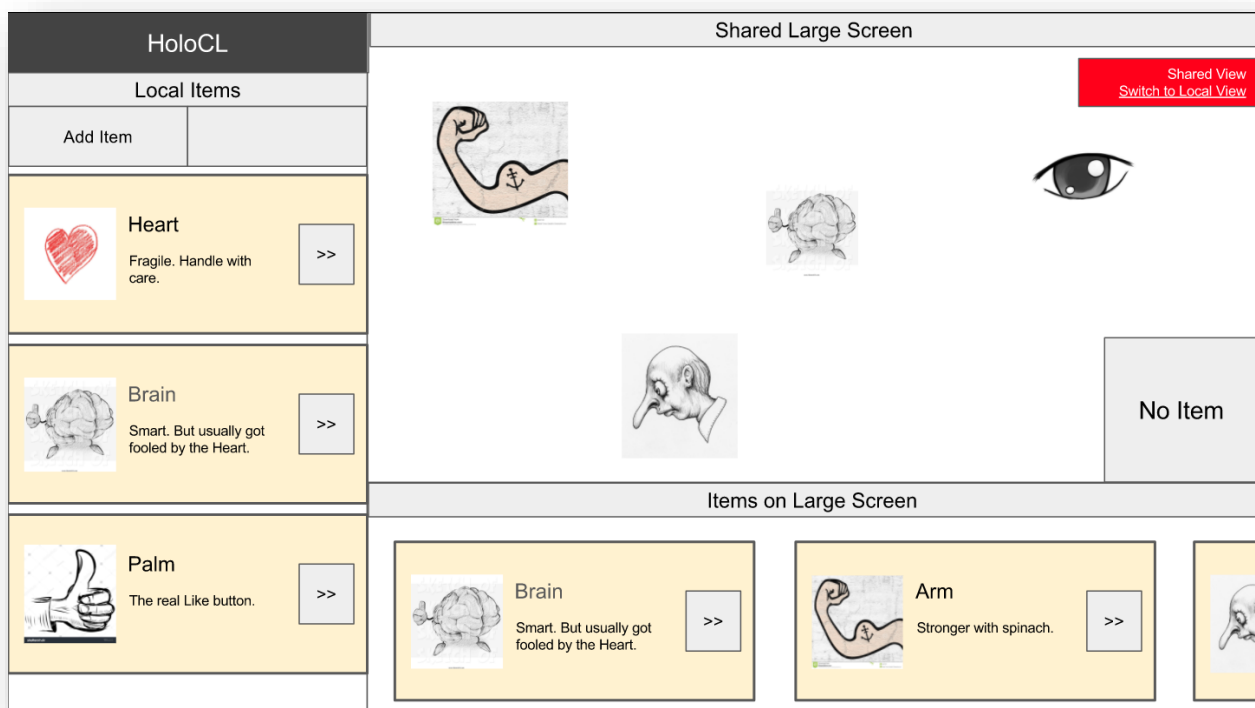 HoloCL
Local Items
Add Item
Heart
Fragile. Handle with
care.
>>
Brain
Smart. But usually got
fooled by the Heart.
>>
Palm
The real Like button.
>>
Shared Large Screen
Shared View
Switch to Local View
No Item
Items on Large Screen
Brain
Smart. But usually got
fooled by the Heart.
>>
Arm
Stronger with spinach.
>>